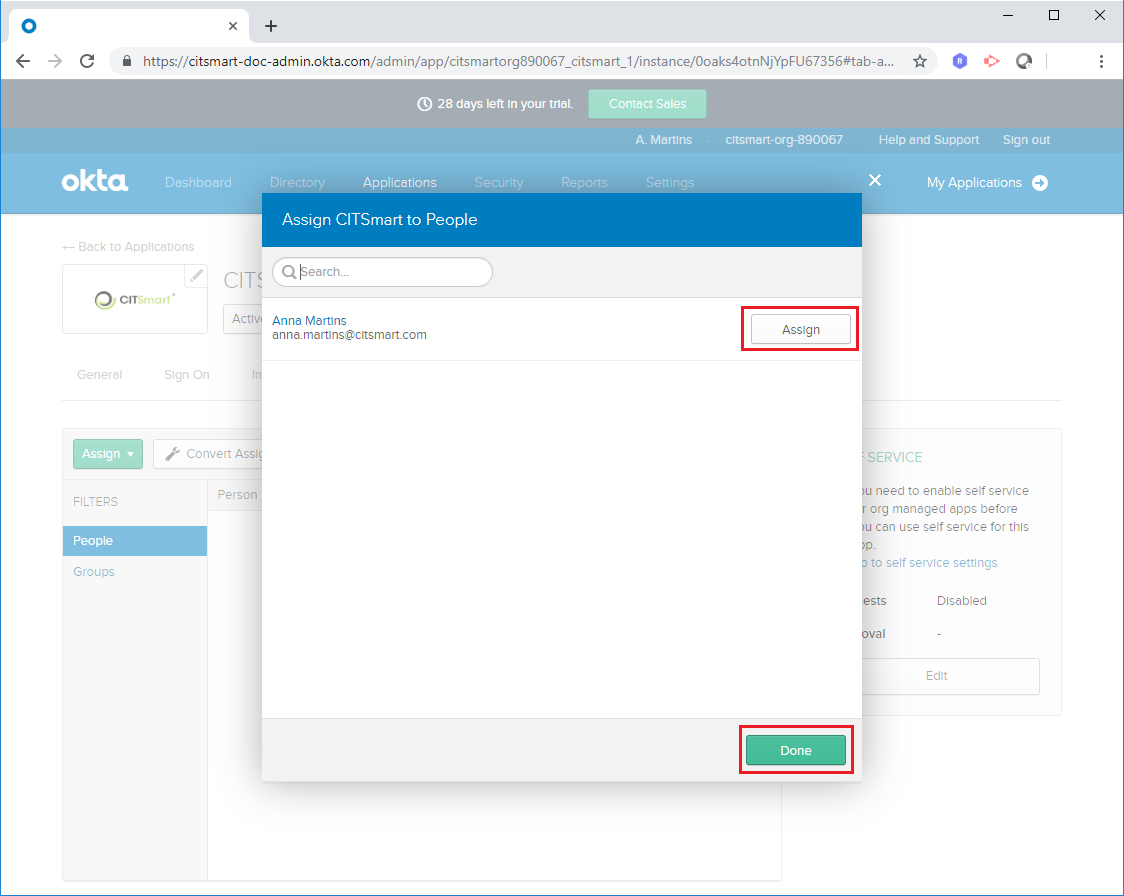 https://citsmart-doc-admin.okta.com/admin/app/citsmartorg890067_citsmart_1/instance/0oaks4otnNjYpFU67356#tab-a...
28 days left in your trial.
Contact Sales
A. Martins
citsmart-org-890067
Help and Support
Sign out
okta
Dashboard
Directory
Applications
Security
Reports
Settings
My Applications
Assign CITSmart to People
← Back to Applications
Search...
CITSmart
CITS
Active
Anna Martins
anna.martins@citsmart.com
Assign
General
Sign On
Im
Assign
Convert Assig
FILTERS
Person
People
Groups
F SERVICE
ou need to enable self service
r org managed apps before
ou can use self service for this
pp.
o to self service settings
ests
Disabled
oval
-
Edit
Done